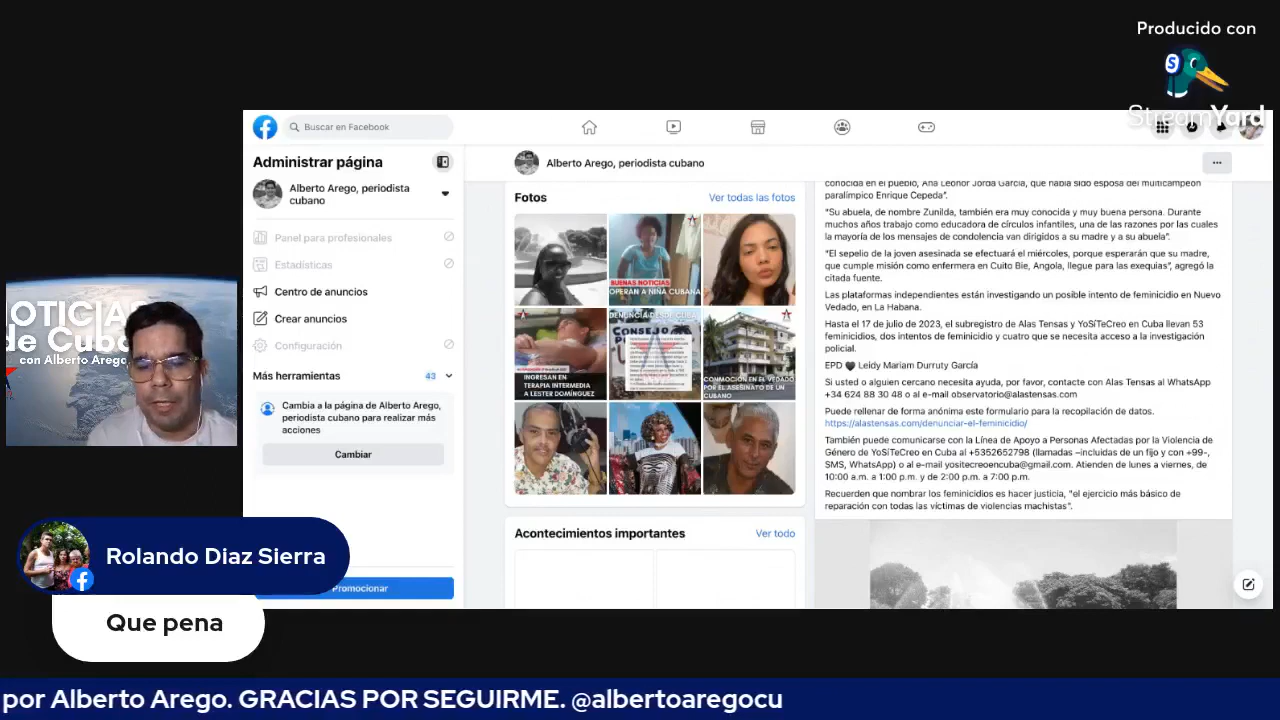 Producido con
StreamYard
Buscar en Facebook
Administrar página
Alberto Arego, periodista
cubano
Panel para profesionales
Estadísticas
Centro de anuncios
Crear anuncios
Configuración
Más herramientas
43
Cambia a la página de Alberto Arego,
periodista cubano para realizar más
acciones
Cambiar
Promocionar
Alberto Arego, periodista cubano
Fotos
Ver todas las fotos
BUENAS NOTICIAS
OPERAN A NIÑA CUBANA
INGRESAN EN
TERAPIA INTERMEDIA
A LESTER DOMÍNGUEZ
DENUNCIA DESDE CUBA
CONSEJO
CONMOCIÓN EN EL VEDADO
POR EL ASESINATO DE UN
CUBANO
Acontecimientos importantes
Ver todo
conocida en el pueblo, Ana Leonor Jorda García, que había sido esposa del multicampeón
paralímpico Enrique Cepeda".
"Su abuela, de nombre Zunilda, también era muy conocida y muy buena persona. Durante
muchos años trabajo como educadora de círculos infantiles, una de las razones por las cuales
la mayoría de los mensajes de condolencia van dirigidos a su madre y a su abuela".
"El sepelio de la joven asesinada se efectuará el miércoles, porque esperarán que su madre,
que cumple misión como enfermera en Cuito Bie, Angola, llegue para las exequias", agregó la
citada fuente.
Las plataformas independientes están investigando un posible intento de feminicidio en Nuevo
Vedado, en La Habana.
Hasta el 17 de julio de 2023, el subregistro de Alas Tensas y YoSíTeCreo en Cuba llevan 53
feminicidios, dos intentos de feminicidio y cuatro que se necesita acceso a la investigación
policial.
EPD 🖤 Leidy Mariam Durruty García
Si usted o alguien cercano necesita ayuda, por favor, contacte con Alas Tensas al WhatsApp
+34 624 88 30 48 o al e-mail observatorio@alastensas.com
Puede rellenar de forma anónima este formulario para la recopilación de datos.
https://alastensas.com/denunciar-el-feminicidio/
También puede comunicarse con la Línea de Apoyo a Personas Afectadas por la Violencia de
Género de YoSíTeCreo en Cuba al +5352652798 (llamadas –incluidas de un fijo y con +99-,
SMS, WhatsApp) o al e-mail yositecreoencuba@gmail.com. Atienden de lunes a viernes, de
10:00 a.m. a 1:00 p.m. y de 2:00 p.m. a 7:00 p.m.
Recuerden que nombrar los feminicidios es hacer justicia, "el ejercicio más básico de
reparación con todas las víctimas de violencias machistas".
OTICIAS
de Cuba
con Alberto Arego
Rolando Diaz Sierra
Que pena
por Alberto Arego. GRACIAS POR SEGUIRME. @albertoaregocu